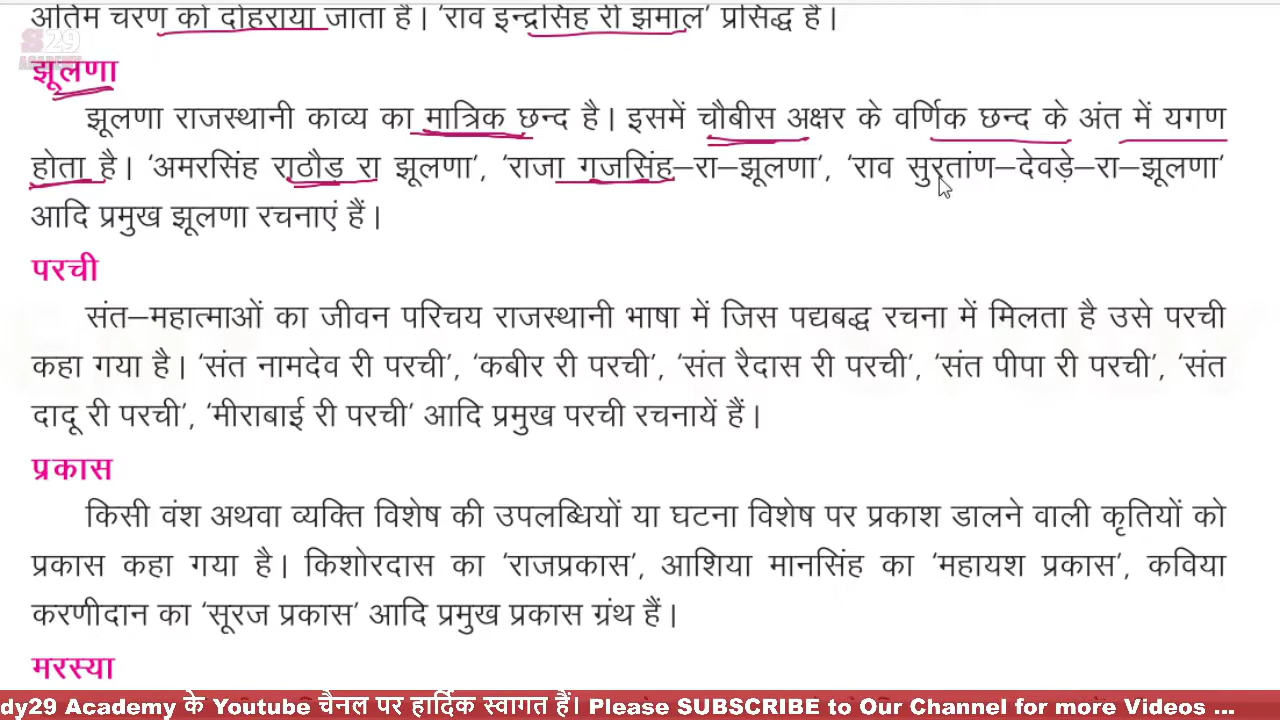 अंतिम चरण को दोहराया जाता है। 'राव इन्द्रसिंह री झमाल' प्रसिद्ध है।
S29
ACADEMY
झूलणा
झूलणा राजस्थानी काव्य का मात्रिक छन्द है। इसमें चौबीस अक्षर के वर्णिक छन्द के अंत में यगण
होता है। 'अमरसिंह राठौड़ रा झूलणा', 'राजा गजसिंह–रा–झूलणा', 'राव सुरतांण–देवड़े–रा–झूलणा'
आदि प्रमुख झूलणा रचनाएं हैं।
परची
संत–महात्माओं का जीवन परिचय राजस्थानी भाषा में जिस पद्यबद्ध रचना में मिलता है उसे परची
कहा गया है। 'संत नामदेव री परची', 'कबीर री परची', 'संत रैदास री परची', 'संत पीपा री परची', 'संत
दादू री परची', 'मीराबाई री परची' आदि प्रमुख परची रचनायें हैं।
प्रकास
किसी वंश अथवा व्यक्ति विशेष की उपलब्धियों या घटना विशेष पर प्रकाश डालने वाली कृतियों को
प्रकास कहा गया है। किशोरदास का 'राजप्रकास', आशिया मानसिंह का 'महायश प्रकास', कविया
करणीदान का 'सूरज प्रकास' आदि प्रमुख प्रकास ग्रंथ हैं।
मरस्या
dy29 Academy के Youtube चैनल पर हार्दिक स्वागत हैं। Please SUBSCRIBE to Our Channel for more Videos ...